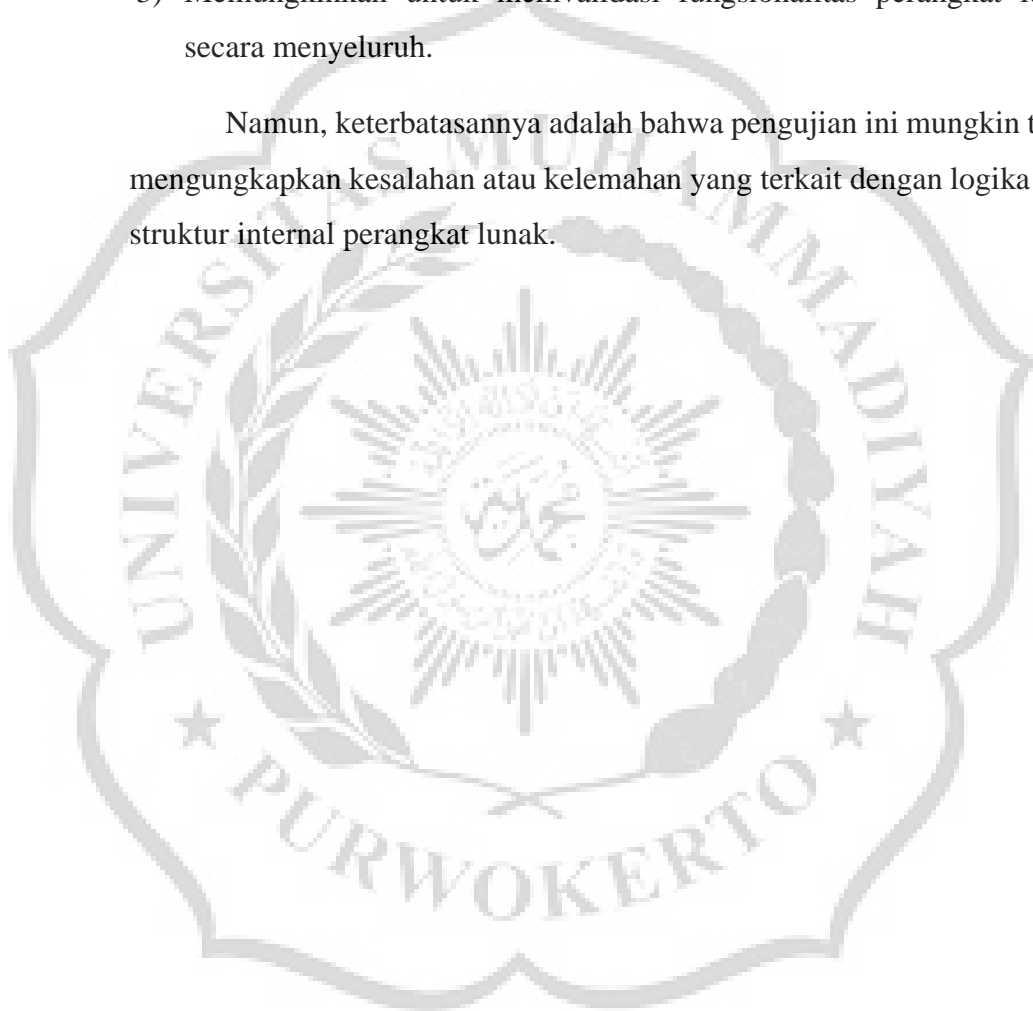 secara menyeluruh.
Namun, keterbatasannya adalah bahwa pengujian ini mungkin
mengungkapkan kesalahan atau kelemahan yang terkait dengan logika
struktur internal perangkat lunak.
UNIVERSITAS MUHAMMADIYAH
★ PURWOKERTO ★